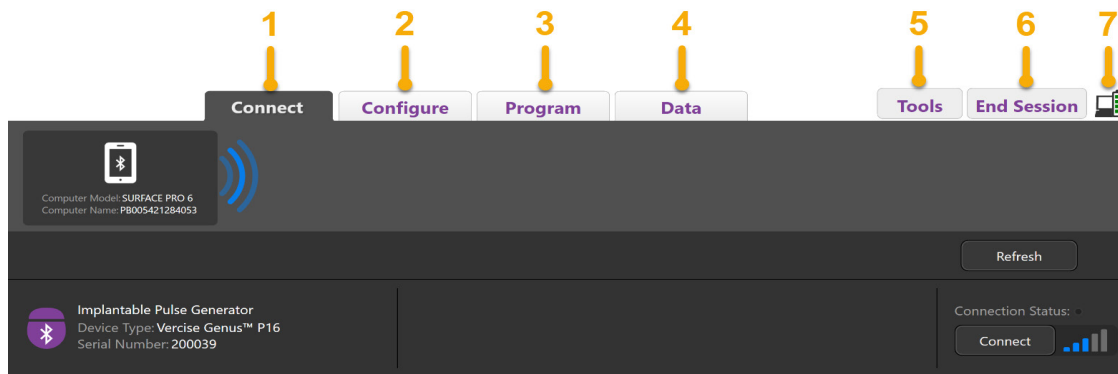 1 2 3 4 5 6 7
Connect Configure Program Data Tools End Session
Computer Model: SURFACE PRO 6
Computer Name: PB005421284053
Refresh
Implantable Pulse Generator
Device Type: Vercise Genus™ P16
Serial Number: 200039
Connection Status:
Connect